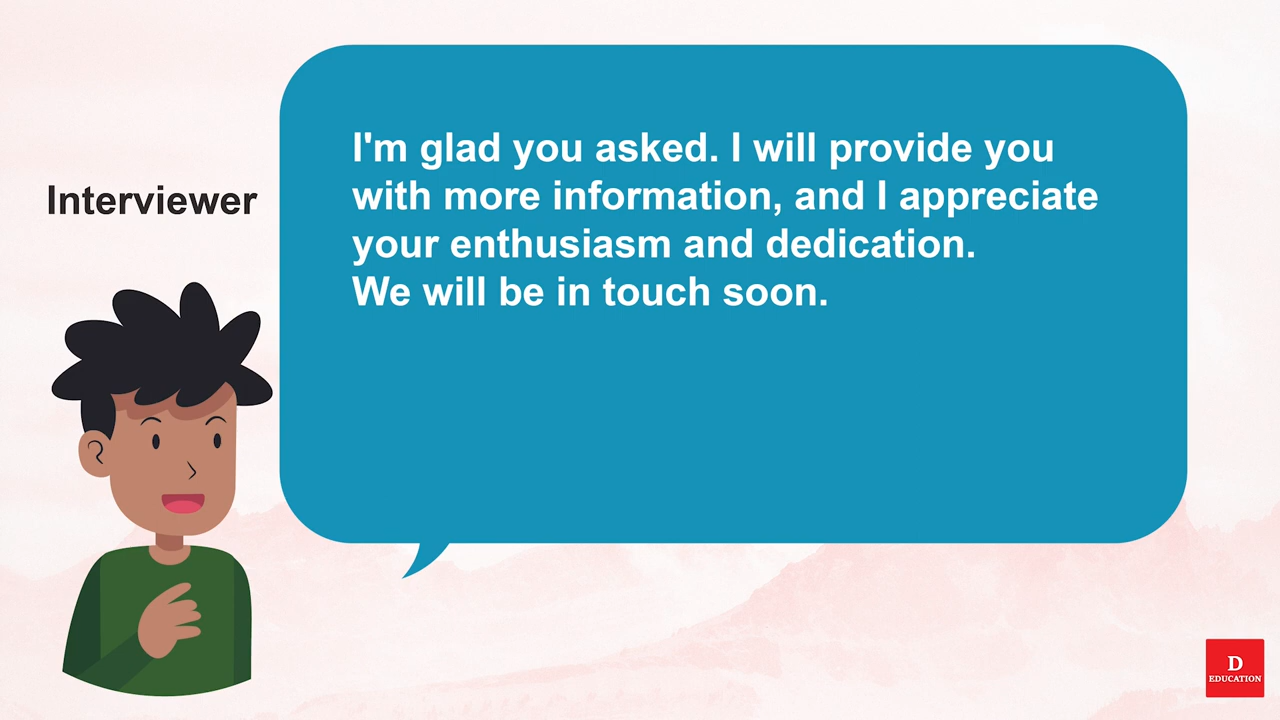 Interviewer
I'm glad you asked. I will provide you
with more information, and I appreciate
your enthusiasm and dedication.
We will be in touch soon.
D
EDUCATION